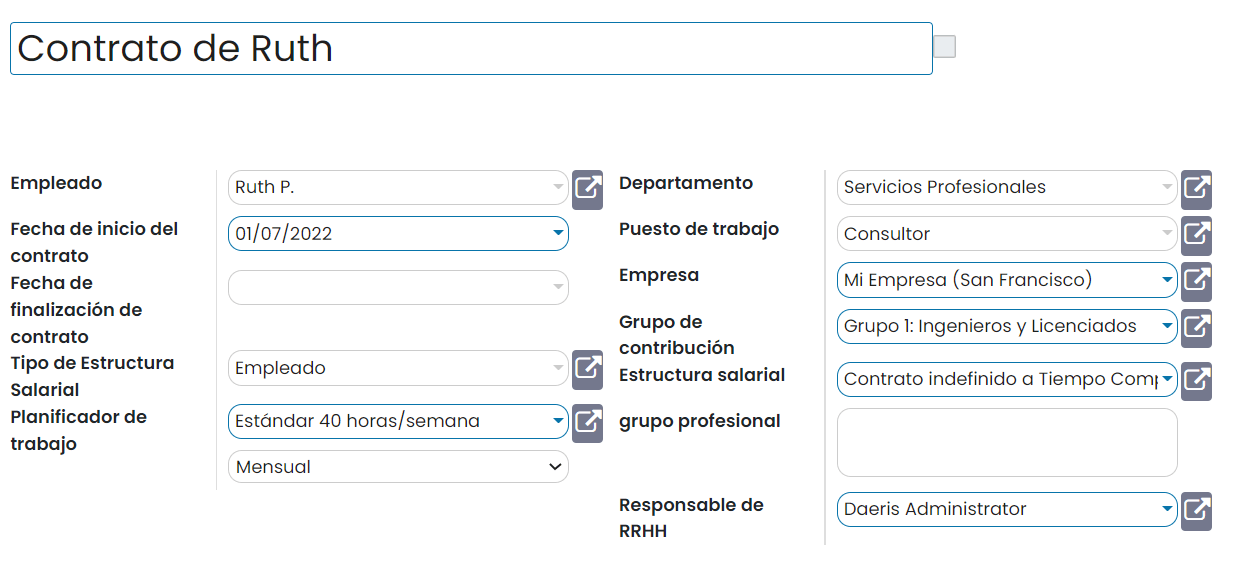 Contrato de Ruth
Empleado
Ruth P.
Fecha de inicio del
contrato
01/07/2022
Fecha de
finalización de
contrato
Tipo de Estructura
Salarial
Empleado
Planificador de
trabajo
Estándar 40 horas/semana
Mensual
Departamento
Servicios Profesionales
Puesto de trabajo
Consultor
Empresa
Mi Empresa (San Francisco)
Grupo de
contribución
Grupo 1: Ingenieros y Licenciados
Estructura salarial
Contrato indefinido a Tiempo Comp
grupo profesional
Responsable de
RRHH
Daeris Administrator